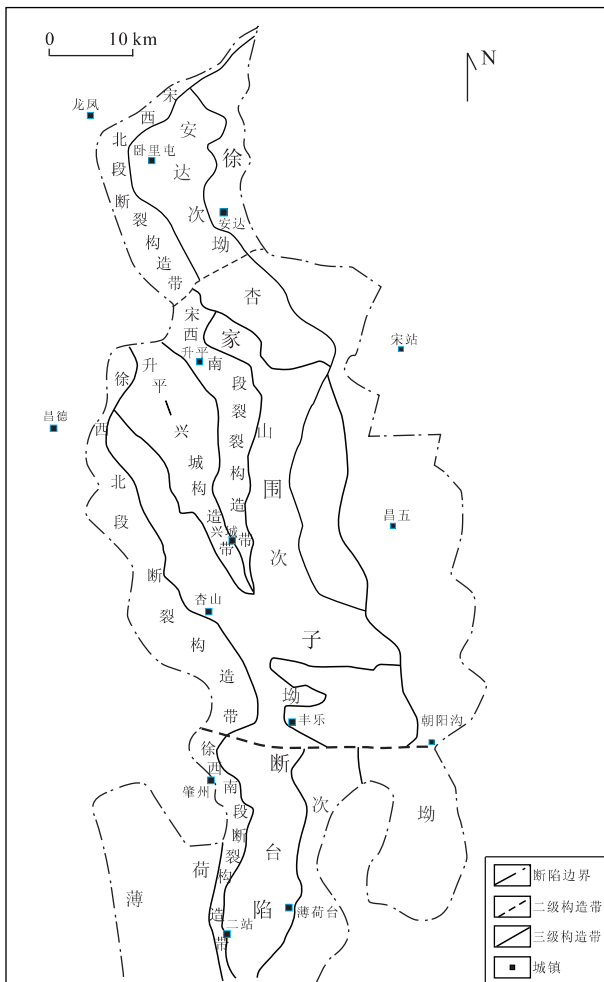 0 10 km
N
龙凤
卧里屯
安达
宋站
升平
昌德
昌五
兴城
杏山
丰乐
朝阳沟
肇州
薄荷台
二站
宋西北段断裂构造带
安达次坳
徐家围子断陷
杏山次坳
宋西南段裂裂构造带
升平—兴城构造带
徐西北段断裂构造带
徐西南段断裂构造带
薄荷台次坳
断陷边界
二级构造带
三级构造带
城镇